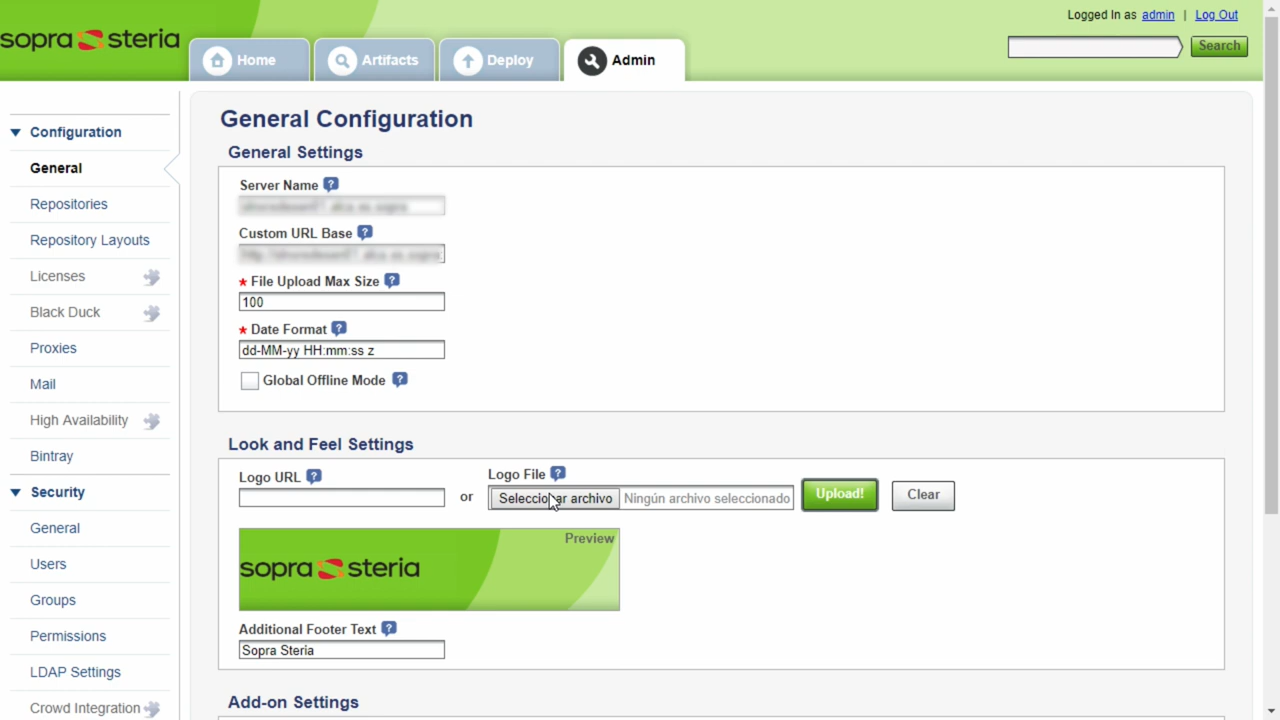 Logged In as admin | Log Out
sopra steria
Home
Artifacts
Deploy
Admin
Search
Configuration
General
Repositories
Repository Layouts
Licenses
Black Duck
Proxies
Mail
High Availability
Bintray
Security
General
Users
Groups
Permissions
LDAP Settings
Crowd Integration
General Configuration
General Settings
Server Name ?
Custom URL Base ?
* File Upload Max Size ?
100
* Date Format ?
dd-MM-yy HH:mm:ss z
Global Offline Mode ?
Look and Feel Settings
Logo URL ?
or
Logo File ?
Seleccionar archivo Ningún archivo seleccionado
Upload!
Clear
Preview
sopra steria
Additional Footer Text ?
Sopra Steria
Add-on Settings